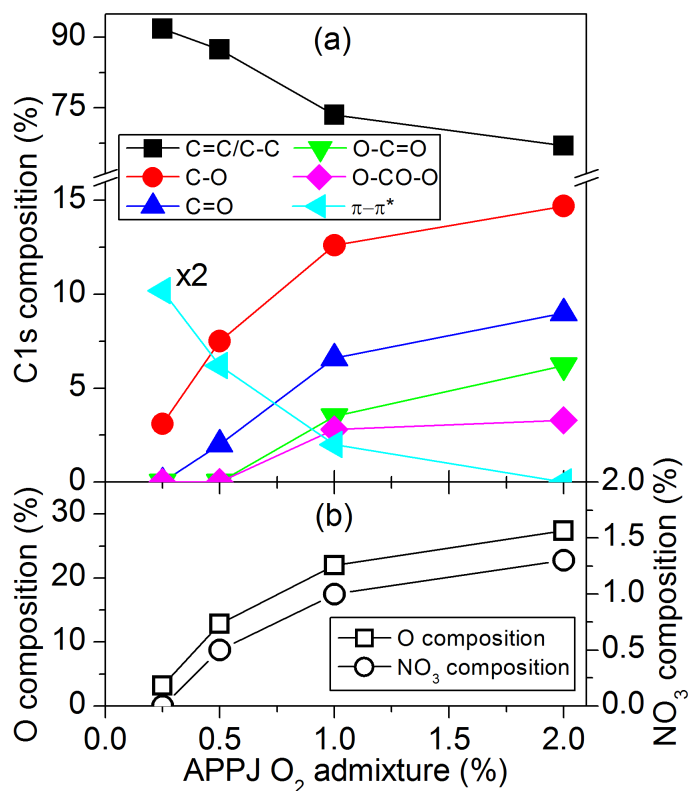 (a)
90
75
C=C/C-C O-C=O
C-O O-CO-O
C=O π–π*
15
x2
10
5
0
C1s composition (%)
(b)
30
20
10
0
O composition (%)
2.0
1.5
1.0
0.5
0.0
NO3 composition (%)
O composition
NO3 composition
0.0 0.5 1.0 1.5 2.0
APPJ O2 admixture (%)